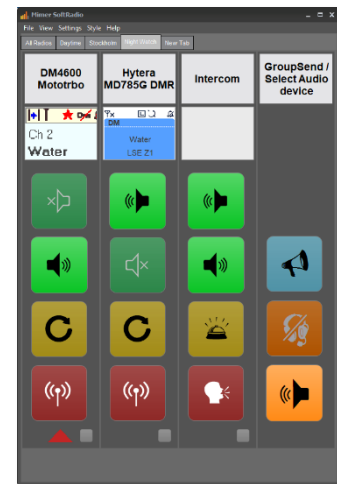 Mimer SoftRadio
File View Settings Style Help
All Radios Daytime Stockholm Night Watch New Tab
DM4600
Mototrbo
Hytera
MD785G DMR
Intercom
GroupSend /
Select Audio
device
Ch 2
Water
DM
Water
LSE Z1